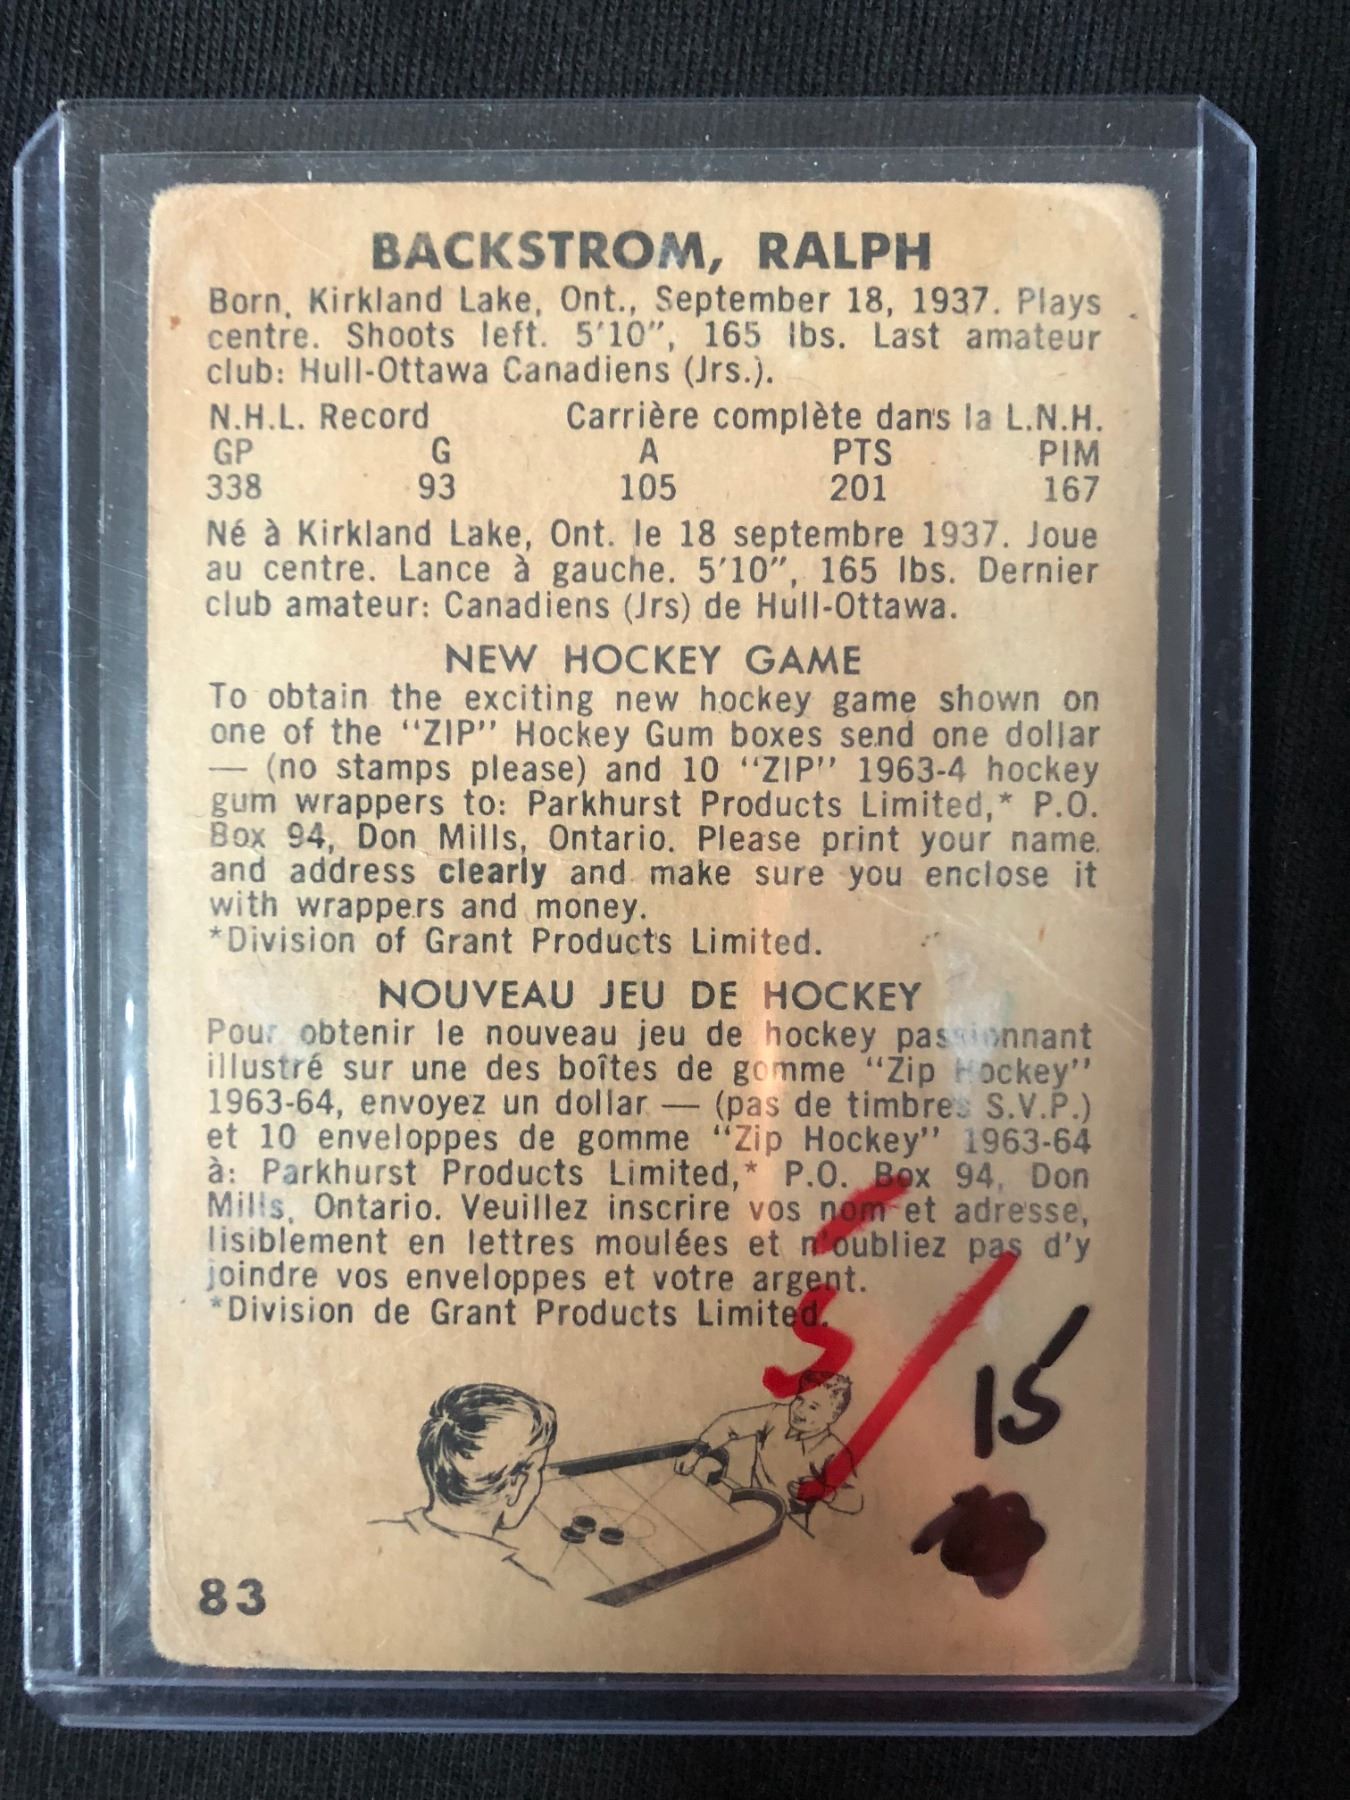 BACKSTROM, RALPH
Born, Kirkland Lake, Ont., September 18, 1937. Plays
centre. Shoots left. 5'10", 165 lbs. Last amateur
club: Hull-Ottawa Canadiens (Jrs.).
N.H.L. Record Carrière complète dans la L.N.H.
GP G A PTS PIM
338 93 105 201 167
Né à Kirkland Lake, Ont. le 18 septembre 1937. Joue
au centre. Lance à gauche. 5'10", 165 lbs. Dernier
club amateur: Canadiens (Jrs) de Hull-Ottawa.
NEW HOCKEY GAME
To obtain the exciting new hockey game shown on
one of the "ZIP" Hockey Gum boxes send one dollar
— (no stamps please) and 10 "ZIP" 1963-4 hockey
gum wrappers to: Parkhurst Products Limited,* P.O.
Box 94, Don Mills, Ontario. Please print your name
and address clearly and make sure you enclose it
with wrappers and money.
*Division of Grant Products Limited.
NOUVEAU JEU DE HOCKEY
Pour obtenir le nouveau jeu de hockey passionnant
illustré sur une des boîtes de gomme "Zip Hockey"
1963-64, envoyez un dollar — (pas de timbres S.V.P.)
et 10 enveloppes de gomme "Zip Hockey" 1963-64
à: Parkhurst Products Limited,* P.O. Box 94, Don
Mills, Ontario. Veuillez inscrire vos nom et adresse,
lisiblement en lettres moulées et n'oubliez pas d'y
joindre vos enveloppes et votre argent.
*Division de Grant Products Limited.
5/
15
83